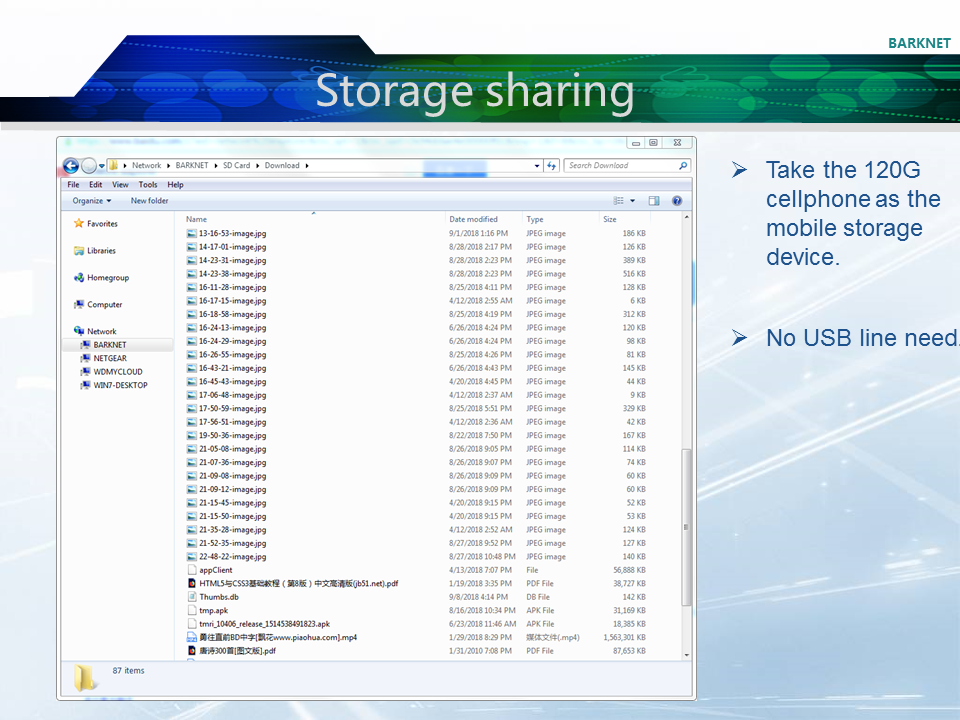 BARKNET
Storage sharing
Network ▸ BARKNET ▸ SD Card ▸ Download ▸
Search Download
File Edit View Tools Help
Organize New folder
Name Date modified Type Size
Favorites
Libraries
Homegroup
Computer
Network
BARKNET
NETGEAR
WDMYCLOUD
WIN7-DESKTOP
13-16-53-image.jpg 9/1/2018 1:16 PM JPEG image 186 KB
14-17-01-image.jpg 8/28/2018 2:17 PM JPEG image 126 KB
14-23-31-image.jpg 8/28/2018 2:23 PM JPEG image 389 KB
14-23-38-image.jpg 8/28/2018 2:23 PM JPEG image 516 KB
16-11-28-image.jpg 8/25/2018 4:11 PM JPEG image 128 KB
16-17-15-image.jpg 4/12/2018 2:55 AM JPEG image 6 KB
16-18-58-image.jpg 8/25/2018 4:19 PM JPEG image 312 KB
16-24-13-image.jpg 6/26/2018 4:24 PM JPEG image 120 KB
16-24-29-image.jpg 6/26/2018 4:24 PM JPEG image 98 KB
16-26-55-image.jpg 8/25/2018 4:26 PM JPEG image 81 KB
16-43-21-image.jpg 6/26/2018 4:43 PM JPEG image 145 KB
16-45-43-image.jpg 4/20/2018 4:45 PM JPEG image 44 KB
17-06-48-image.jpg 4/12/2018 2:37 AM JPEG image 9 KB
17-50-59-image.jpg 8/25/2018 5:51 PM JPEG image 329 KB
17-56-51-image.jpg 4/12/2018 2:36 AM JPEG image 42 KB
19-50-36-image.jpg 8/22/2018 7:50 PM JPEG image 167 KB
21-05-08-image.jpg 8/26/2018 9:05 PM JPEG image 114 KB
21-07-36-image.jpg 8/26/2018 9:07 PM JPEG image 74 KB
21-09-08-image.jpg 8/26/2018 9:09 PM JPEG image 60 KB
21-09-12-image.jpg 8/26/2018 9:09 PM JPEG image 60 KB
21-15-45-image.jpg 4/20/2018 9:15 PM JPEG image 52 KB
21-15-50-image.jpg 4/20/2018 9:15 PM JPEG image 53 KB
21-35-28-image.jpg 4/12/2018 2:52 AM JPEG image 124 KB
21-52-35-image.jpg 8/27/2018 9:52 PM JPEG image 127 KB
22-48-22-image.jpg 8/27/2018 10:48 PM JPEG image 140 KB
appClient 4/13/2018 7:07 PM File 56,888 KB
HTML5与CSS3基础教程（第8版）中文高清版(jb51.net).pdf 1/19/2018 3:35 PM PDF File 38,727 KB
Thumbs.db 9/8/2018 4:14 PM DB File 142 KB
tmp.apk 8/16/2018 10:34 PM APK File 31,169 KB
tmri_10406_release_1514538491823.apk 6/23/2018 11:46 AM APK File 18,385 KB
勇往直前BD中字[飘花www.piaohua.com].mp4 1/29/2018 8:29 PM 媒体文件(.mp4) 1,563,301 KB
唐诗300首[图文版].pdf 1/31/2010 7:08 PM PDF File 87,653 KB
87 items
➢ Take the 120G
cellphone as the
mobile storage
device.
➢ No USB line need.